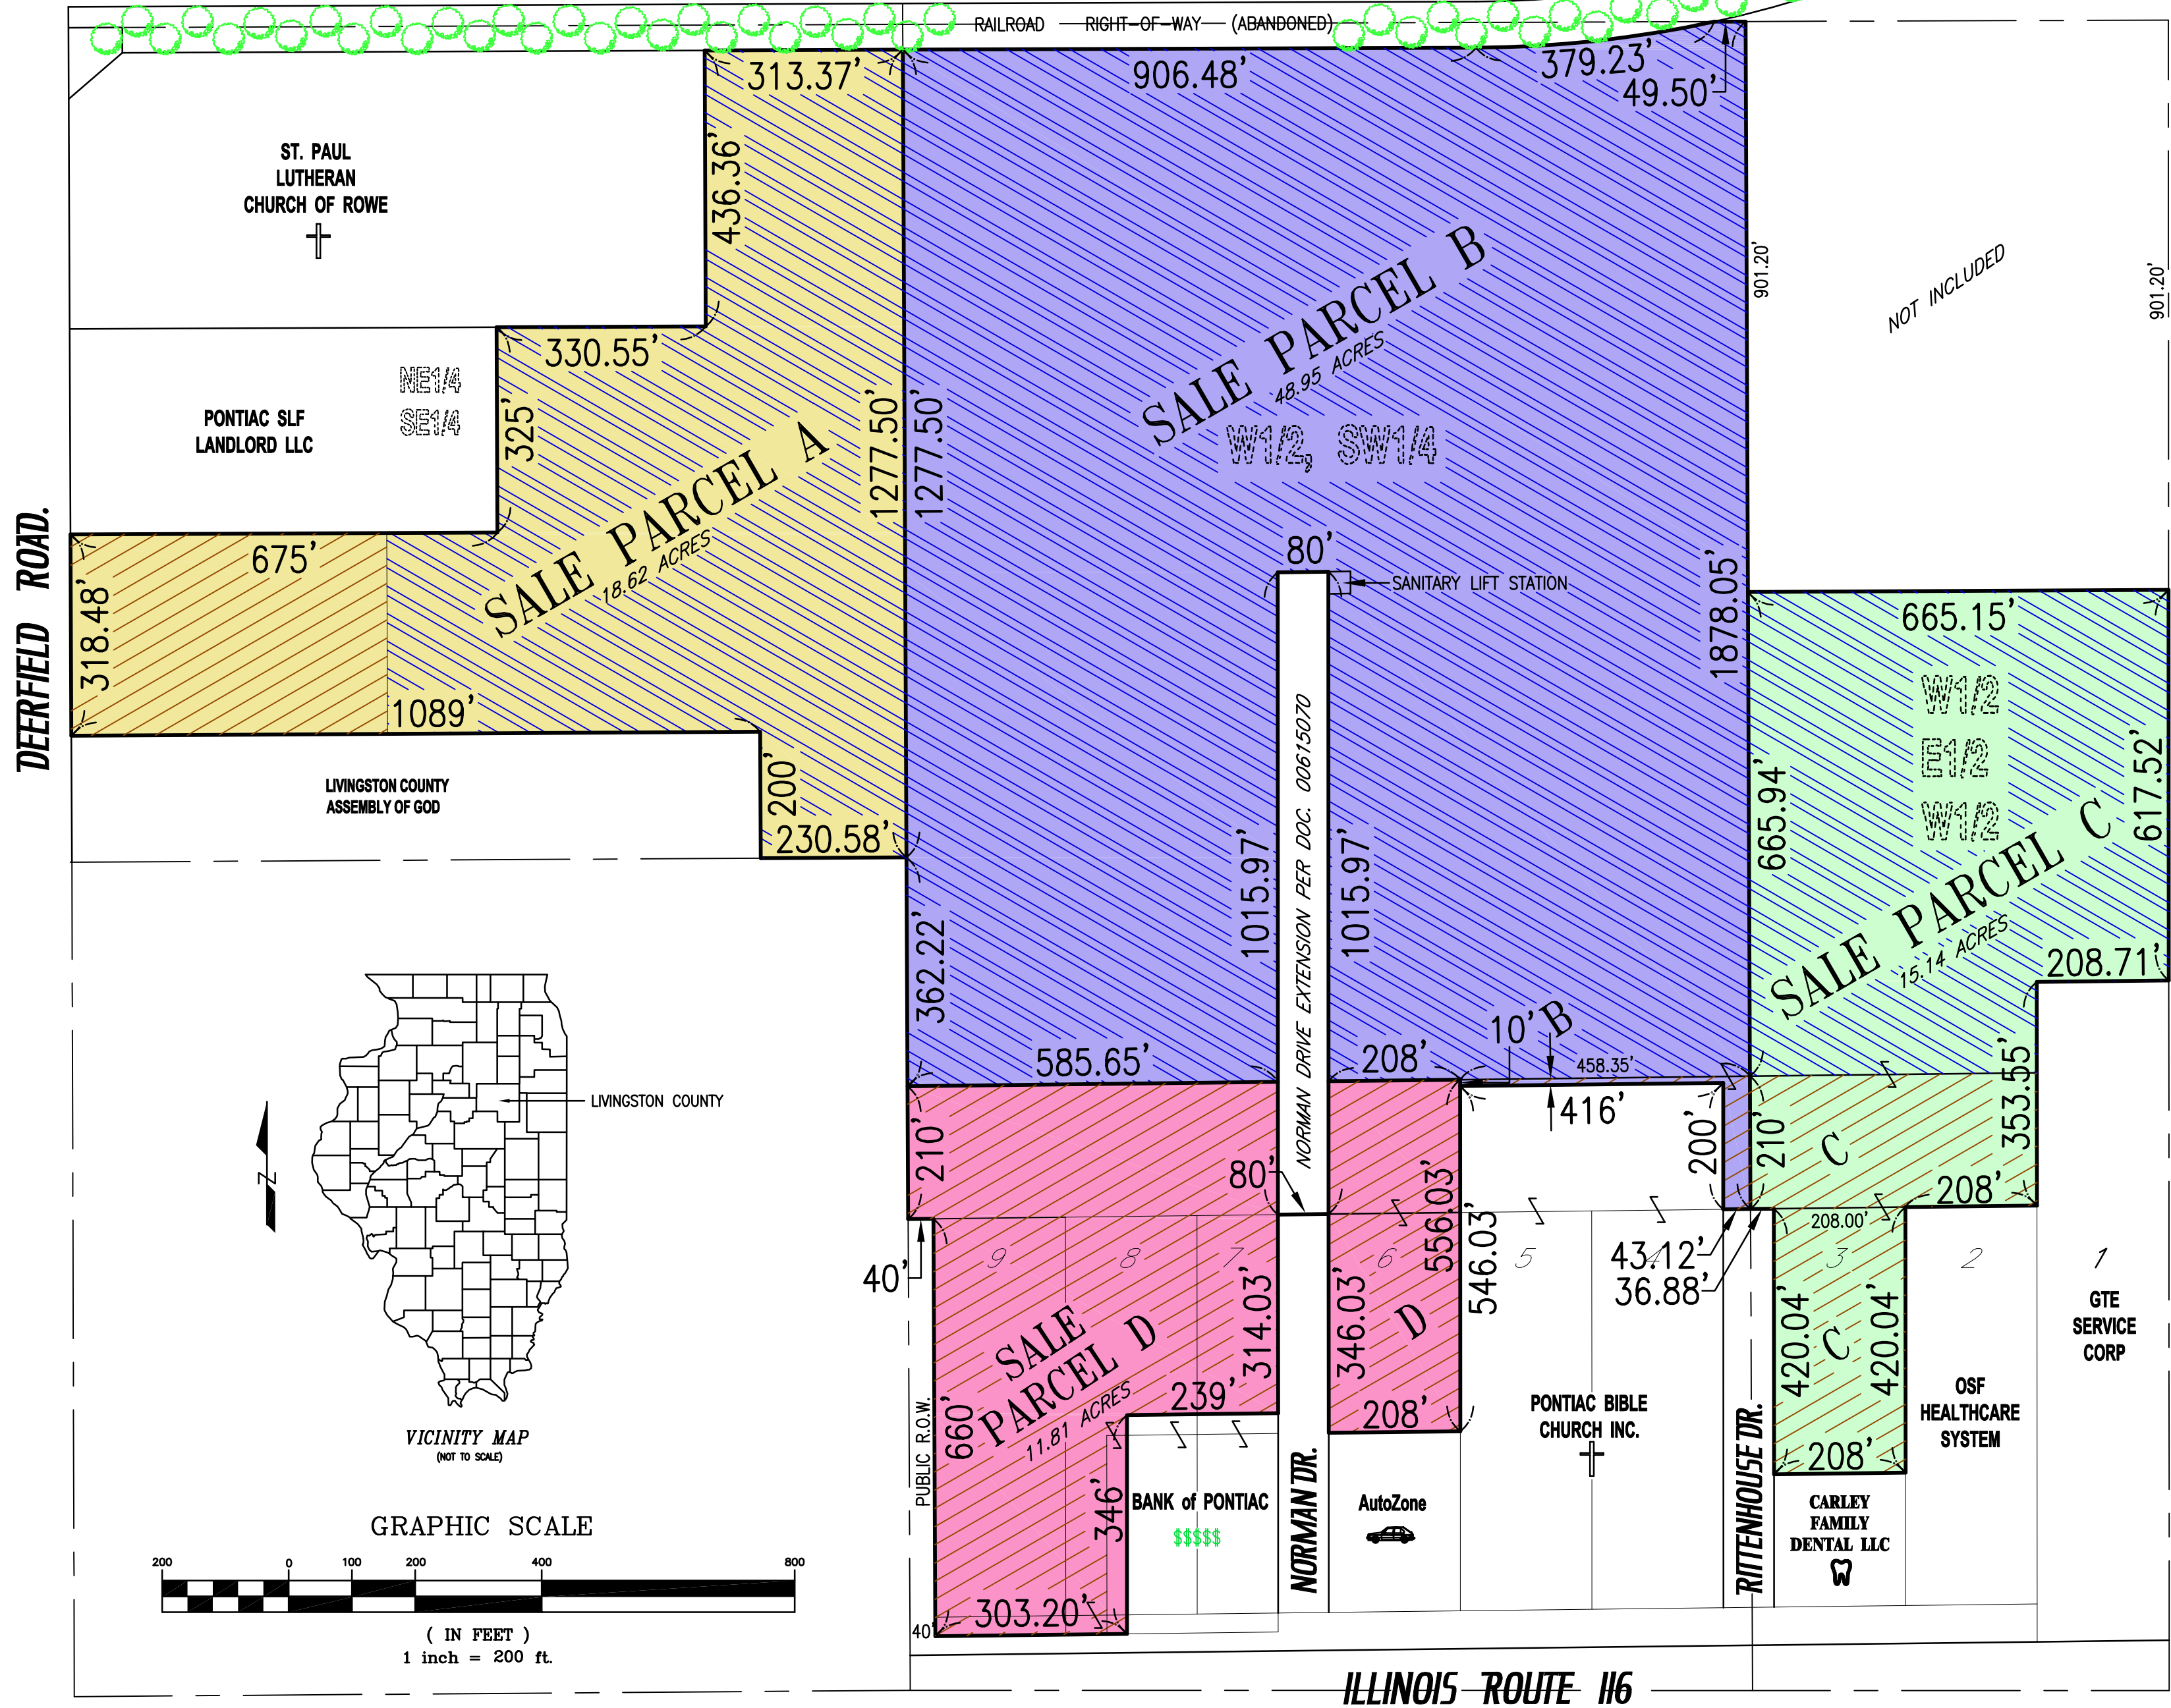 RAILROAD RIGHT-OF-WAY (ABANDONED)
313.37'
906.48'
379.23'
49.50'
ST. PAUL
LUTHERAN
CHURCH OF ROWE
436.36'
SALE PARCEL B
48.95 ACRES
W1/2, SW1/4
901.20'
NOT INCLUDED
901.20'
330.55'
NE1/4
SE1/4
325'
PONTIAC SLF
LANDLORD LLC
1277.50'
1277.50'
SALE PARCEL A
18.62 ACRES
DEERFIELD ROAD.
675'
318.48'
1089'
80'
SANITARY LIFT STATION
1878.05'
665.15'
W1/2
E1/2
W1/2
617.52'
665.94'
SALE PARCEL C
15.14 ACRES
208.71'
LIVINGSTON COUNTY
ASSEMBLY OF GOD
200'
230.58'
1015.97'
NORMAN DRIVE EXTENSION PER DOC. 00615070
1015.97'
362.22'
585.65'
208'
10'
B
458.35'
416'
200'
210'
353.55'
C
208'
LIVINGSTON COUNTY
Z
210'
80'
556.03'
546.03'
208.00'
43.12'
36.88'
40'
9
8
7
6
5
4
3
2
1
SALE
PARCEL D
11.81 ACRES
314.03'
346.03'
D
420.04'
C
420.04'
GTE
SERVICE
CORP
239'
208'
PONTIAC BIBLE
CHURCH INC.
OSF
HEALTHCARE
SYSTEM
PUBLIC R.O.W.
660'
346'
208'
VICINITY MAP
(NOT TO SCALE)
BANK of PONTIAC
$$$$$
NORMAN DR.
AutoZone
RITTENHOUSE DR.
CARLEY
FAMILY
DENTAL LLC
GRAPHIC SCALE
200 0 100 200 400 800
( IN FEET )
1 inch = 200 ft.
303.20'
40'
ILLINOIS ROUTE 116